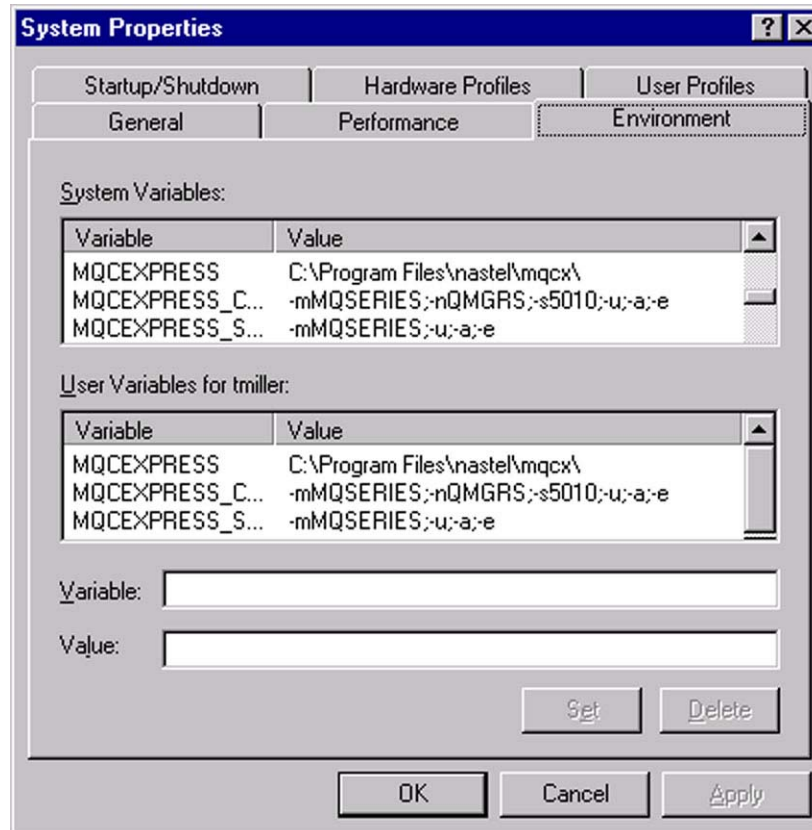 System Properties
Startup/Shutdown Hardware Profiles User Profiles
General Performance Environment
System Variables:
Variable Value
MQCEXPRESS C:\Program Files\nastel\mqcx\
MQCEXPRESS_C... -mMQSERIES;-nQMGRS;-s5010;-u;-a;-e
MQCEXPRESS_S... -mMQSERIES;-u;-a;-e
User Variables for tmiller:
Variable Value
MQCEXPRESS C:\Program Files\nastel\mqcx\
MQCEXPRESS_C... -mMQSERIES;-nQMGRS;-s5010;-u;-a;-e
MQCEXPRESS_S... -mMQSERIES;-u;-a;-e
Variable:
Value:
Set Delete
OK Cancel Apply